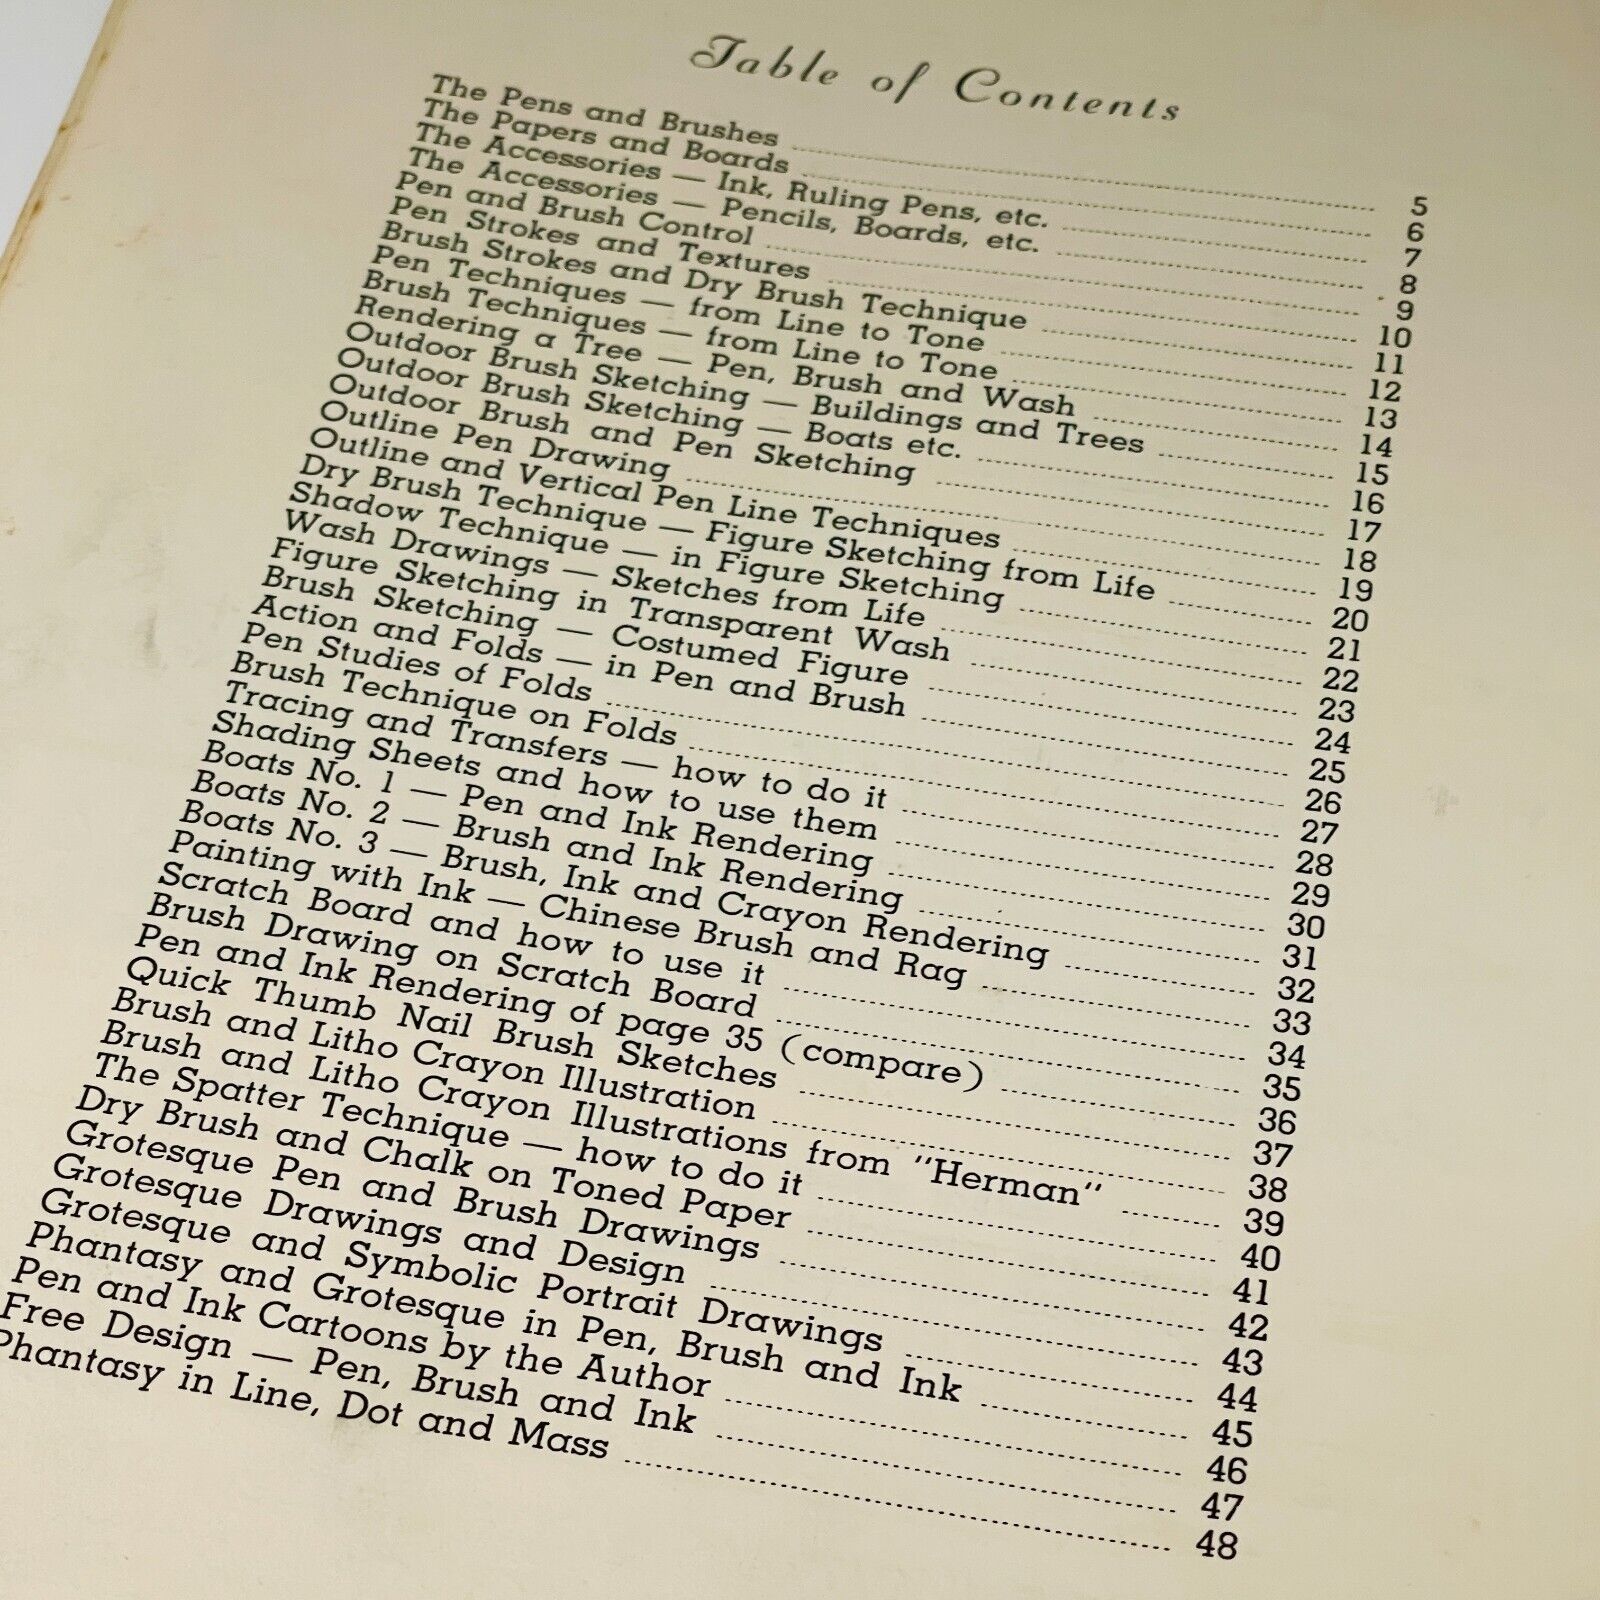 Table of Contents
The Pens and Brushes 5
The Papers and Boards 6
The Accessories — Ink, Ruling Pens, etc. 7
The Accessories — Pencils, Boards, etc. 8
Pen and Brush Control 9
Pen Strokes and Textures 10
Brush Strokes and Dry Brush Technique 11
Pen Techniques — from Line to Tone 12
Brush Techniques — from Line to Tone 13
Rendering a Tree — Pen, Brush and Wash 14
Outdoor Brush Sketching — Buildings and Trees 15
Outdoor Brush Sketching — Boats etc. 16
Outdoor Brush and Pen Sketching 17
Outline Pen Drawing 18
Outline and Vertical Pen Line Techniques 19
Dry Brush Technique — Figure Sketching from Life 20
Shadow Technique — in Figure Sketching 21
Wash Drawings — Sketches from Life 22
Figure Sketching in Transparent Wash 23
Brush Sketching — Costumed Figure 24
Action and Folds — in Pen and Brush 25
Pen Studies of Folds 26
Brush Technique on Folds 27
Tracing and Transfers — how to do it 28
Shading Sheets and how to use them 29
Boats No. 1 — Pen and Ink Rendering 30
Boats No. 2 — Brush and Ink Rendering 31
Boats No. 3 — Brush, Ink and Crayon Rendering 32
Painting with Ink — Chinese Brush and Rag 33
Scratch Board and how to use it 34
Brush Drawing on Scratch Board 35
Pen and Ink Rendering of page 35 (compare) 36
Quick Thumb Nail Brush Sketches 37
Brush and Litho Crayon Illustration 38
Brush and Litho Crayon Illustrations from "Herman" 39
The Spatter Technique — how to do it 40
Dry Brush and Chalk on Toned Paper 41
Grotesque Pen and Brush Drawings 42
Grotesque Drawings and Design 43
Grotesque and Symbolic Portrait Drawings 44
Phantasy and Grotesque in Pen, Brush and Ink 45
Pen and Ink Cartoons by the Author 46
Free Design — Pen, Brush and Ink 47
Phantasy in Line, Dot and Mass 48